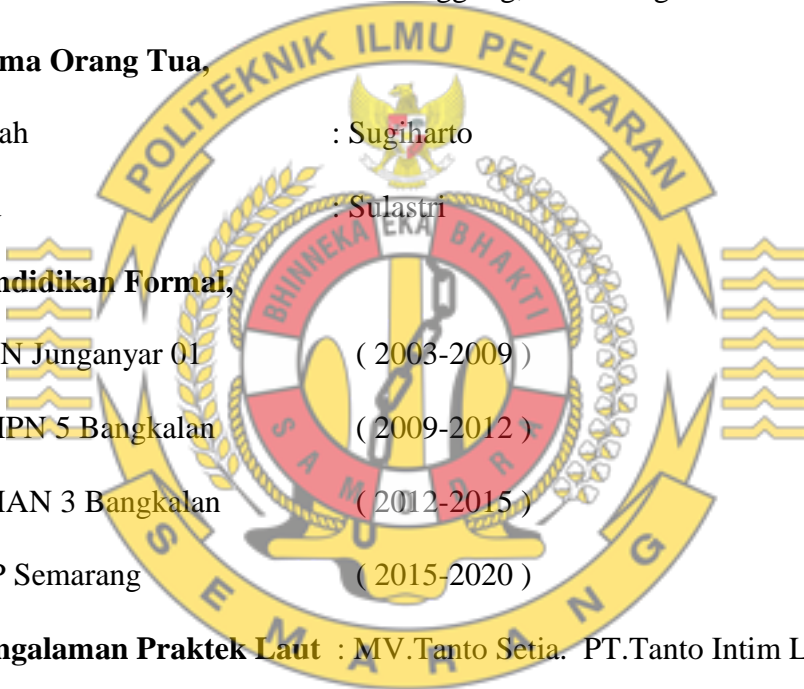 POLITEKNIK ILMU PELAYARAN
ma Orang Tua,
ah : Sugiharto
: Sulastri
BHINNEKA EKA BHAKTI
ndidikan Formal,
N Junganyar 01 ( 2003-2009 )
IPN 5 Bangkalan ( 2009-2012 )
IAN 3 Bangkalan ( 2012-2015 )
SAMODRA
P Semarang ( 2015-2020 )
SEMARANG
ngalaman Praktek Laut : MV.Tanto Setia. PT.Tanto Intim L